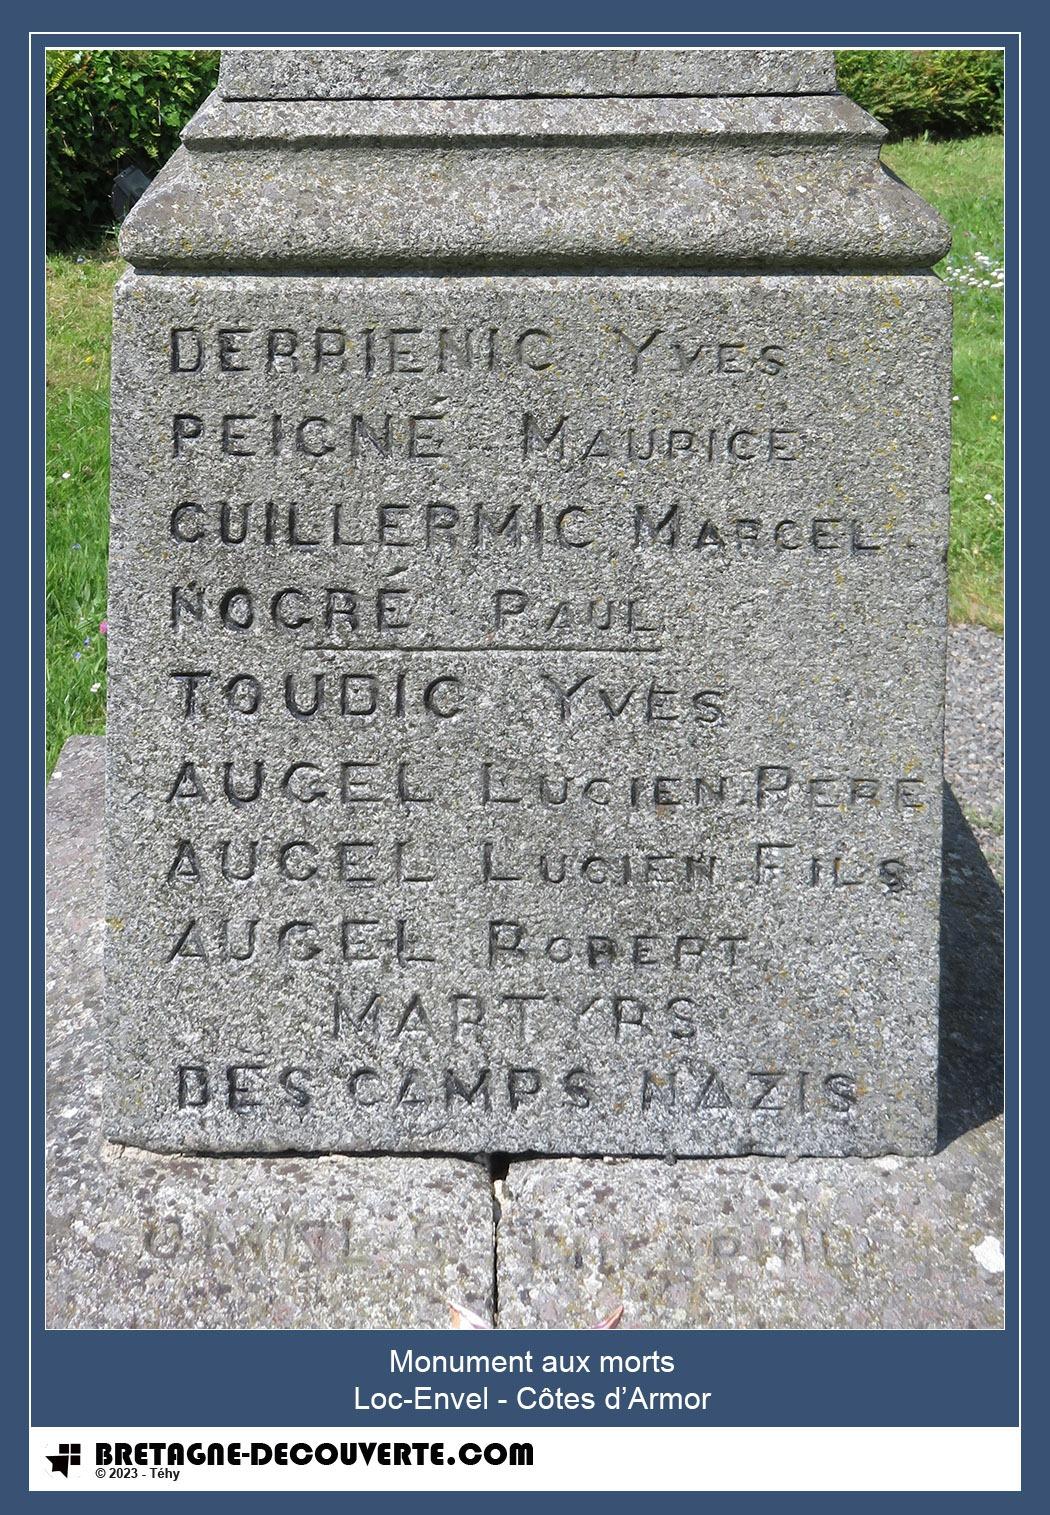 DERRIENIC YVES
PEIGNÉ MAURICE
GUILLERMIC MARCEL
NOGRÉ PAUL
TOUDIC YVES
AUGEL LUCIEN PERE
AUGEL LUCIEN FILS
AUGEL ROBERT
MARTYRS
DES CAMPS NAZIS
Monument aux morts
Loc-Envel - Côtes d’Armor
BRETAGNE-DECOUVERTE.COM
© 2023 - Téhy